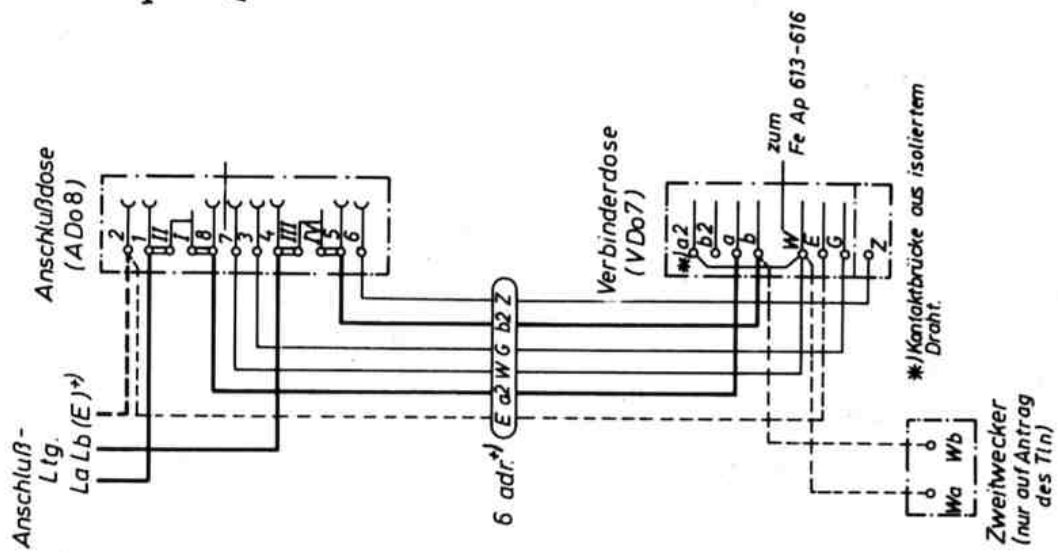 Anschluß-
Ltg.
La Lb (E)⁺)
Anschlußdose
(ADo8)
2
1
II
I
8
7
3
4
III
IV
5
6
6 adr.⁺)
E a2 W G b2 Z
Verbinderdose
(VDo7)
*)a2
b2
a
b
W
E
G
Z
zum
Fe Ap 613-616
*)Kontaktbrücke aus isoliertem
Draht.
Wa Wb
Zweitwecker
(nur auf Antrag
des Tln)